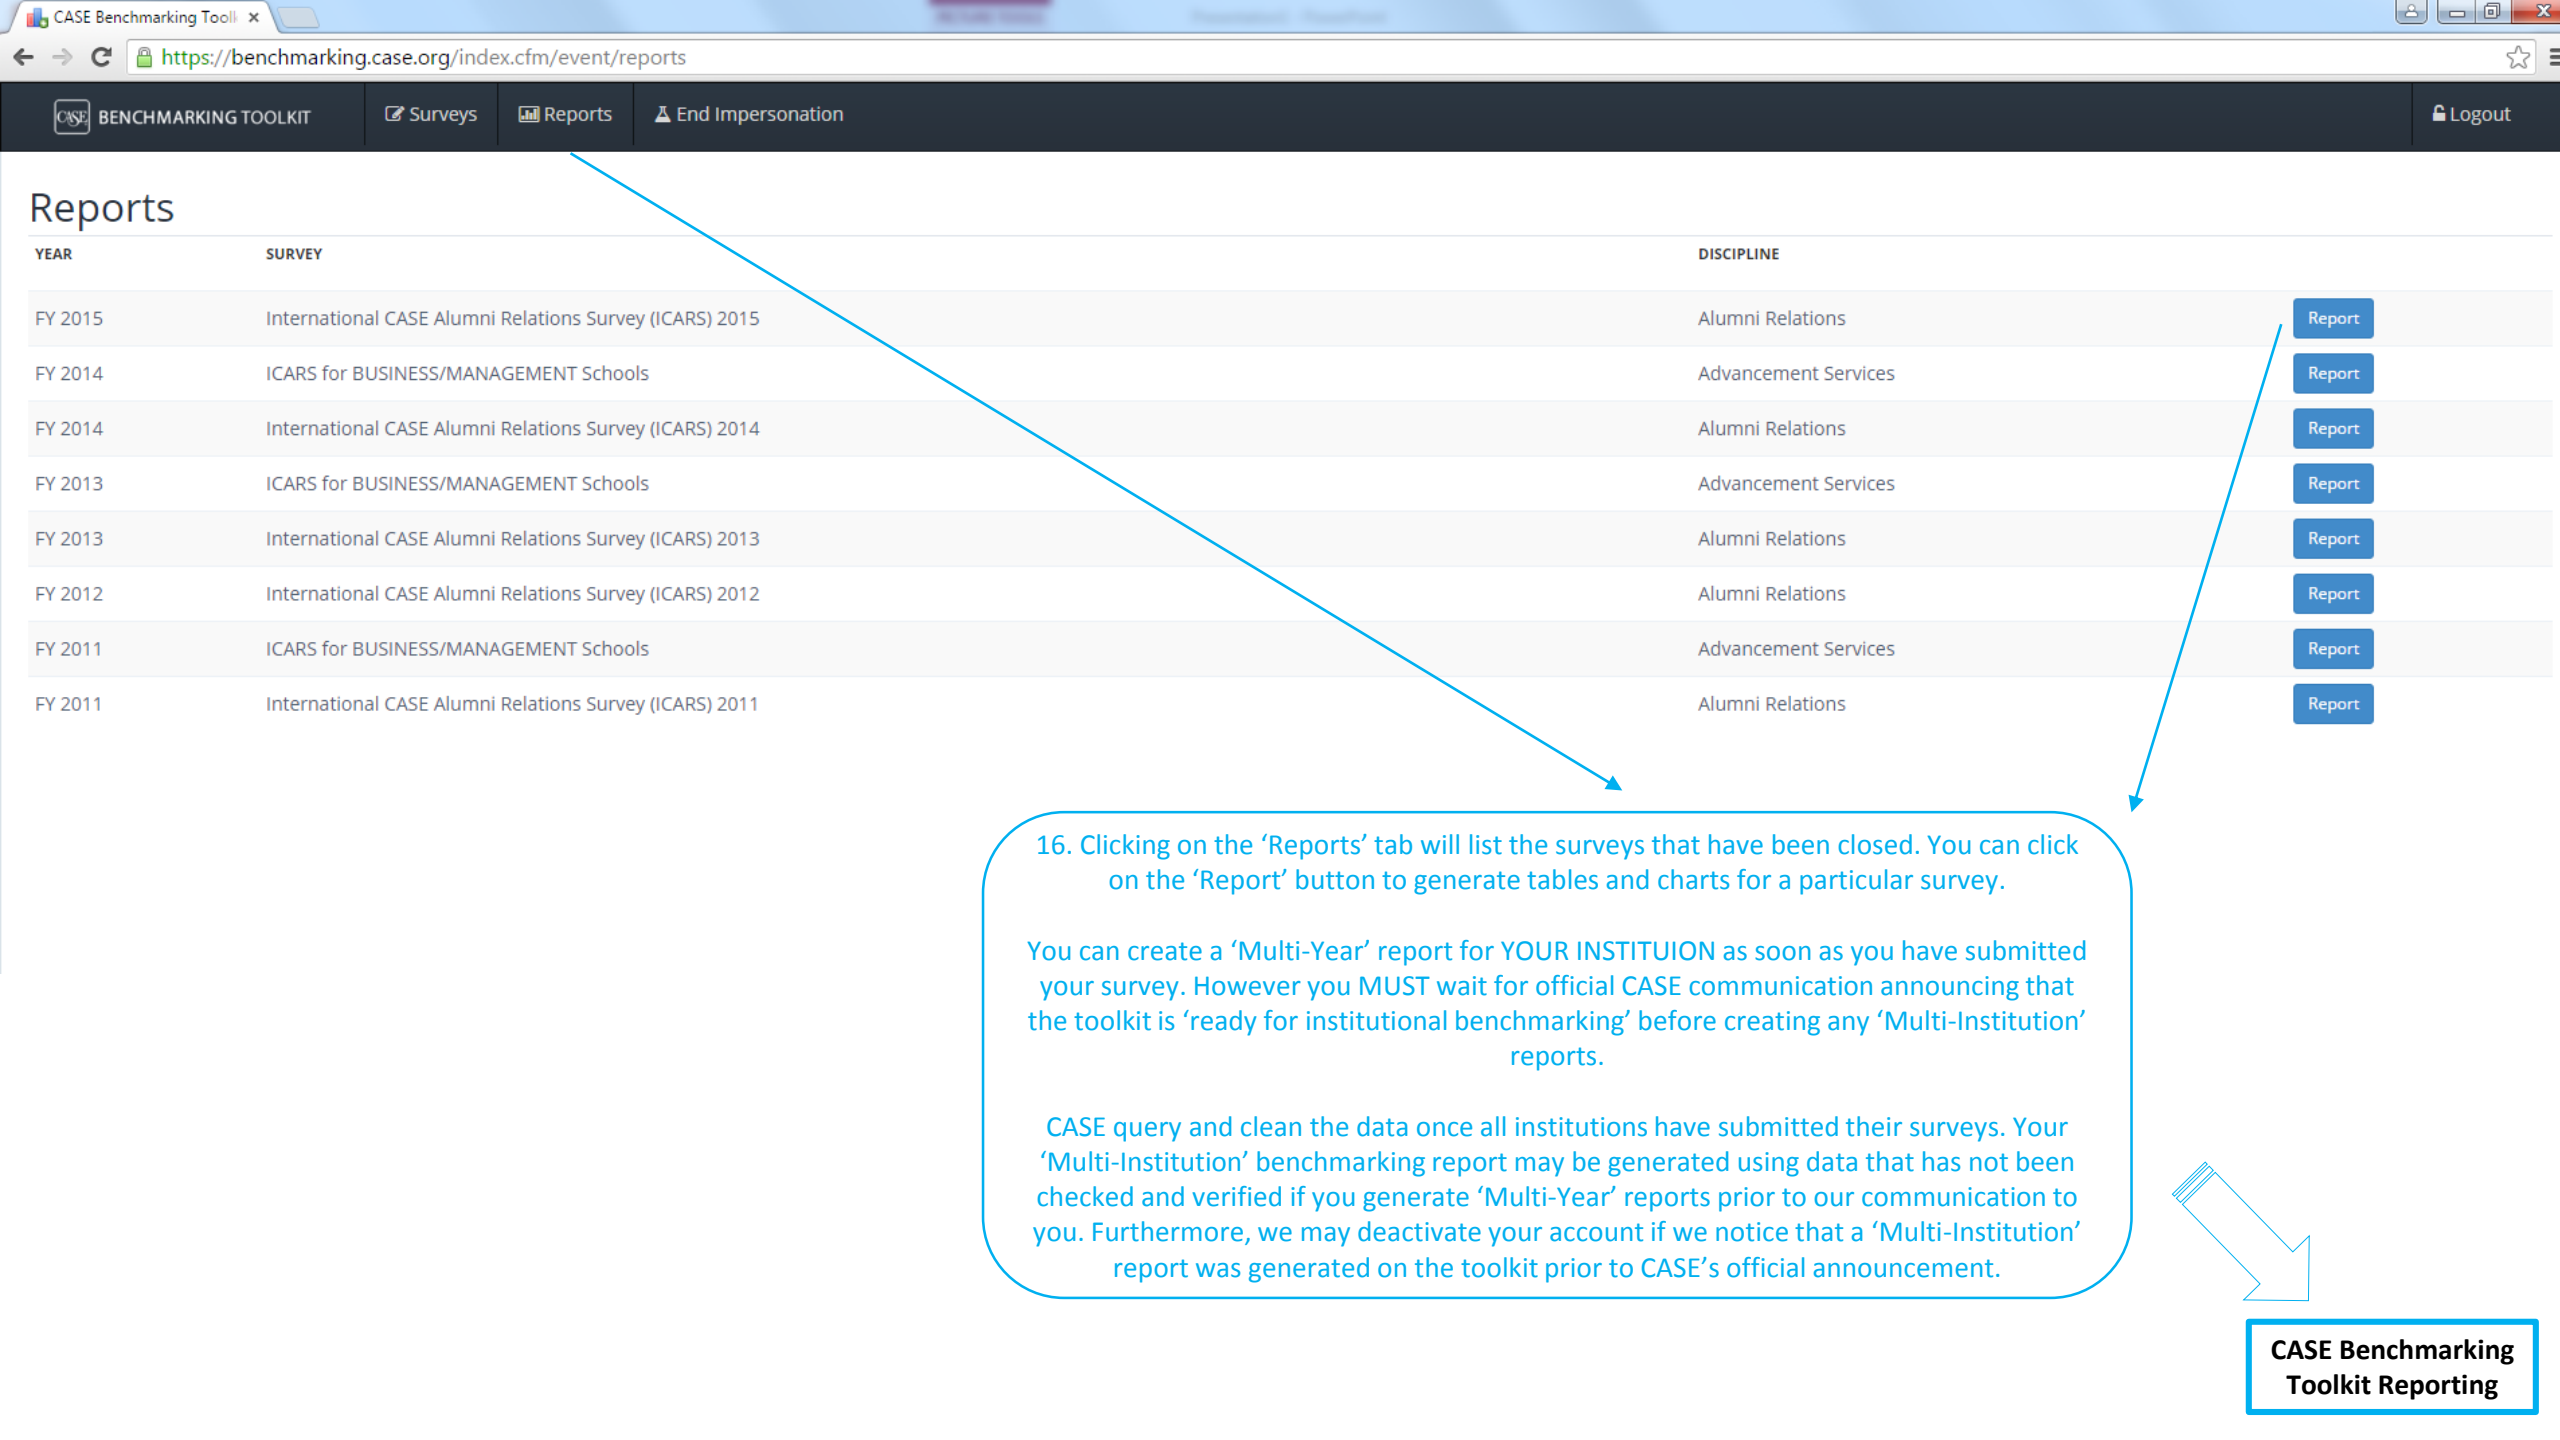 CASE Benchmarking Tool
https://benchmarking.case.org/index.cfm/event/reports
CASE BENCHMARKING TOOLKIT Surveys Reports End Impersonation Logout
Reports
YEAR SURVEY DISCIPLINE
FY 2015 International CASE Alumni Relations Survey (ICARS) 2015 Alumni Relations Report
FY 2014 ICARS for BUSINESS/MANAGEMENT Schools Advancement Services Report
FY 2014 International CASE Alumni Relations Survey (ICARS) 2014 Alumni Relations Report
FY 2013 ICARS for BUSINESS/MANAGEMENT Schools Advancement Services Report
FY 2013 International CASE Alumni Relations Survey (ICARS) 2013 Alumni Relations Report
FY 2012 International CASE Alumni Relations Survey (ICARS) 2012 Alumni Relations Report
FY 2011 ICARS for BUSINESS/MANAGEMENT Schools Advancement Services Report
FY 2011 International CASE Alumni Relations Survey (ICARS) 2011 Alumni Relations Report
16. Clicking on the ‘Reports’ tab will list the surveys that have been closed. You can click
on the ‘Report’ button to generate tables and charts for a particular survey.
You can create a ‘Multi-Year’ report for YOUR INSTITUION as soon as you have submitted
your survey. However you MUST wait for official CASE communication announcing that
the toolkit is ‘ready for institutional benchmarking’ before creating any ‘Multi-Institution’
reports.
CASE query and clean the data once all institutions have submitted their surveys. Your
‘Multi-Institution’ benchmarking report may be generated using data that has not been
checked and verified if you generate ‘Multi-Year’ reports prior to our communication to
you. Furthermore, we may deactivate your account if we notice that a ‘Multi-Institution’
report was generated on the toolkit prior to CASE’s official announcement.
CASE Benchmarking
Toolkit Reporting